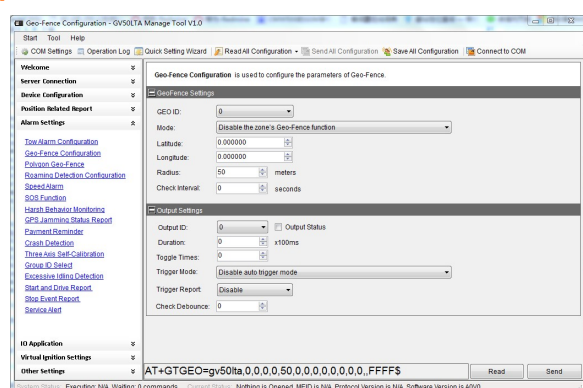 Geo-Fence Configuration - GV50LTA Manage Tool V1.0
Start Tool Help
COM Settings Operation Log Quick Setting Wizard Read All Configuration Send All Configuration Save All Configuration Connect to COM
Welcome
Server Connection
Device Configuration
Position Related Report
Alarm Settings
Tow Alarm Configuration
Geo-Fence Configuration
Polygon Geo-Fence
Roaming Detection Configuration
Speed Alarm
SOS Function
Harsh Behavior Monitoring
GPS Jamming Status Report
Payment Reminder
Crash Detection
Three Axis Self-Calibration
Group ID Select
Excessive Idling Detection
Start and Drive Report
Stop Event Report
Service Alert
IO Application
Virtual Ignition Settings
Other Settings
Geo-Fence Configuration is used to configure the parameters of Geo-Fence.
GeoFence Settings
GEO ID: 0
Mode: Disable the zone's Geo-Fence function
Latitude: 0.000000
Longitude: 0.000000
Radius: 50 meters
Check Interval: 0 seconds
Output Settings
Output ID: 0 Output Status
Duration: 0 x100ms
Toggle Times: 0
Trigger Mode: Disable auto trigger mode
Trigger Report: Disable
Check Debounce: 0
AT+GTGEO=gv50lta,0,0,0,0,50,0,0,0,0,0,0,0,0,,FFFF$
Read Send
System Status: Executing: N/A, Waiting: 0 commands Current Status: Nothing is Opened, MEID is N/A, Protocol Version is N/A, Software Version is A0V0